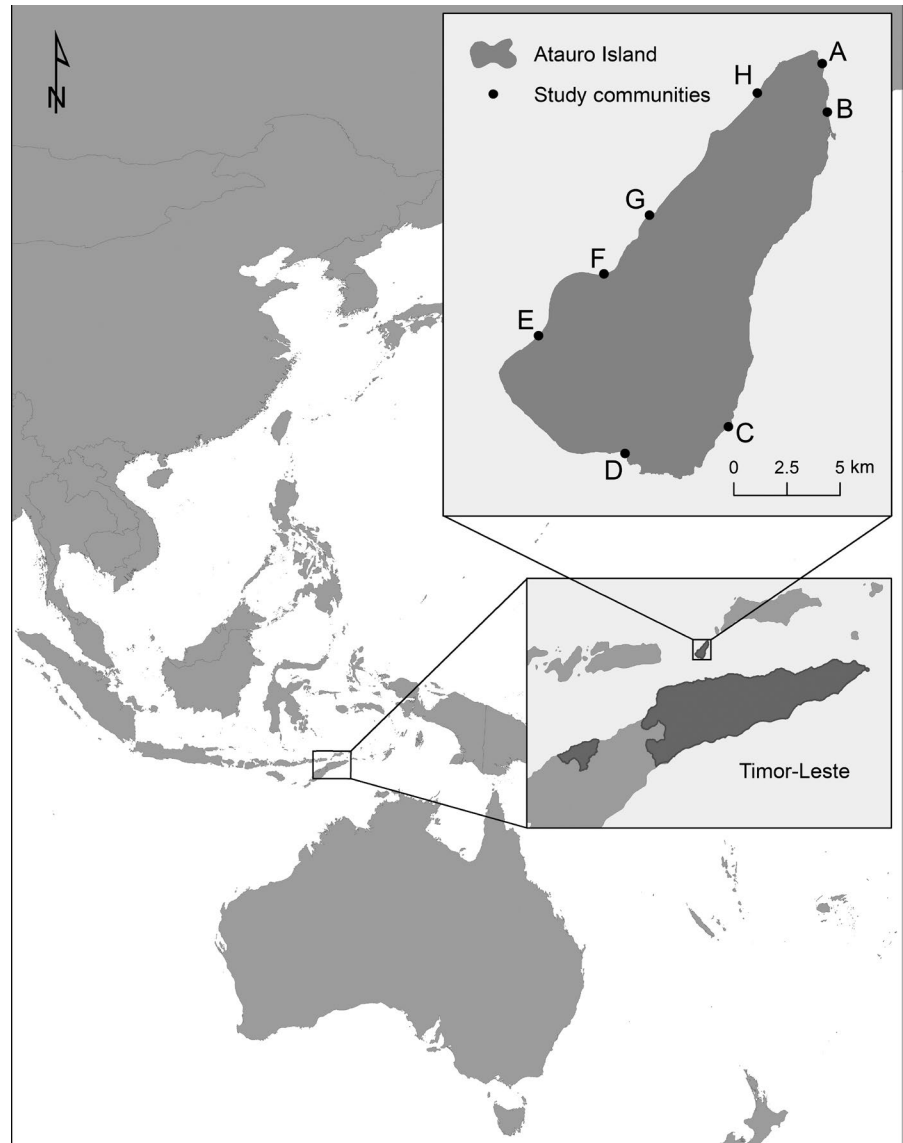 N
Atauro Island
Study communities
A
H
B
G
F
E
C
D
0 2.5 5 km
Timor-Leste